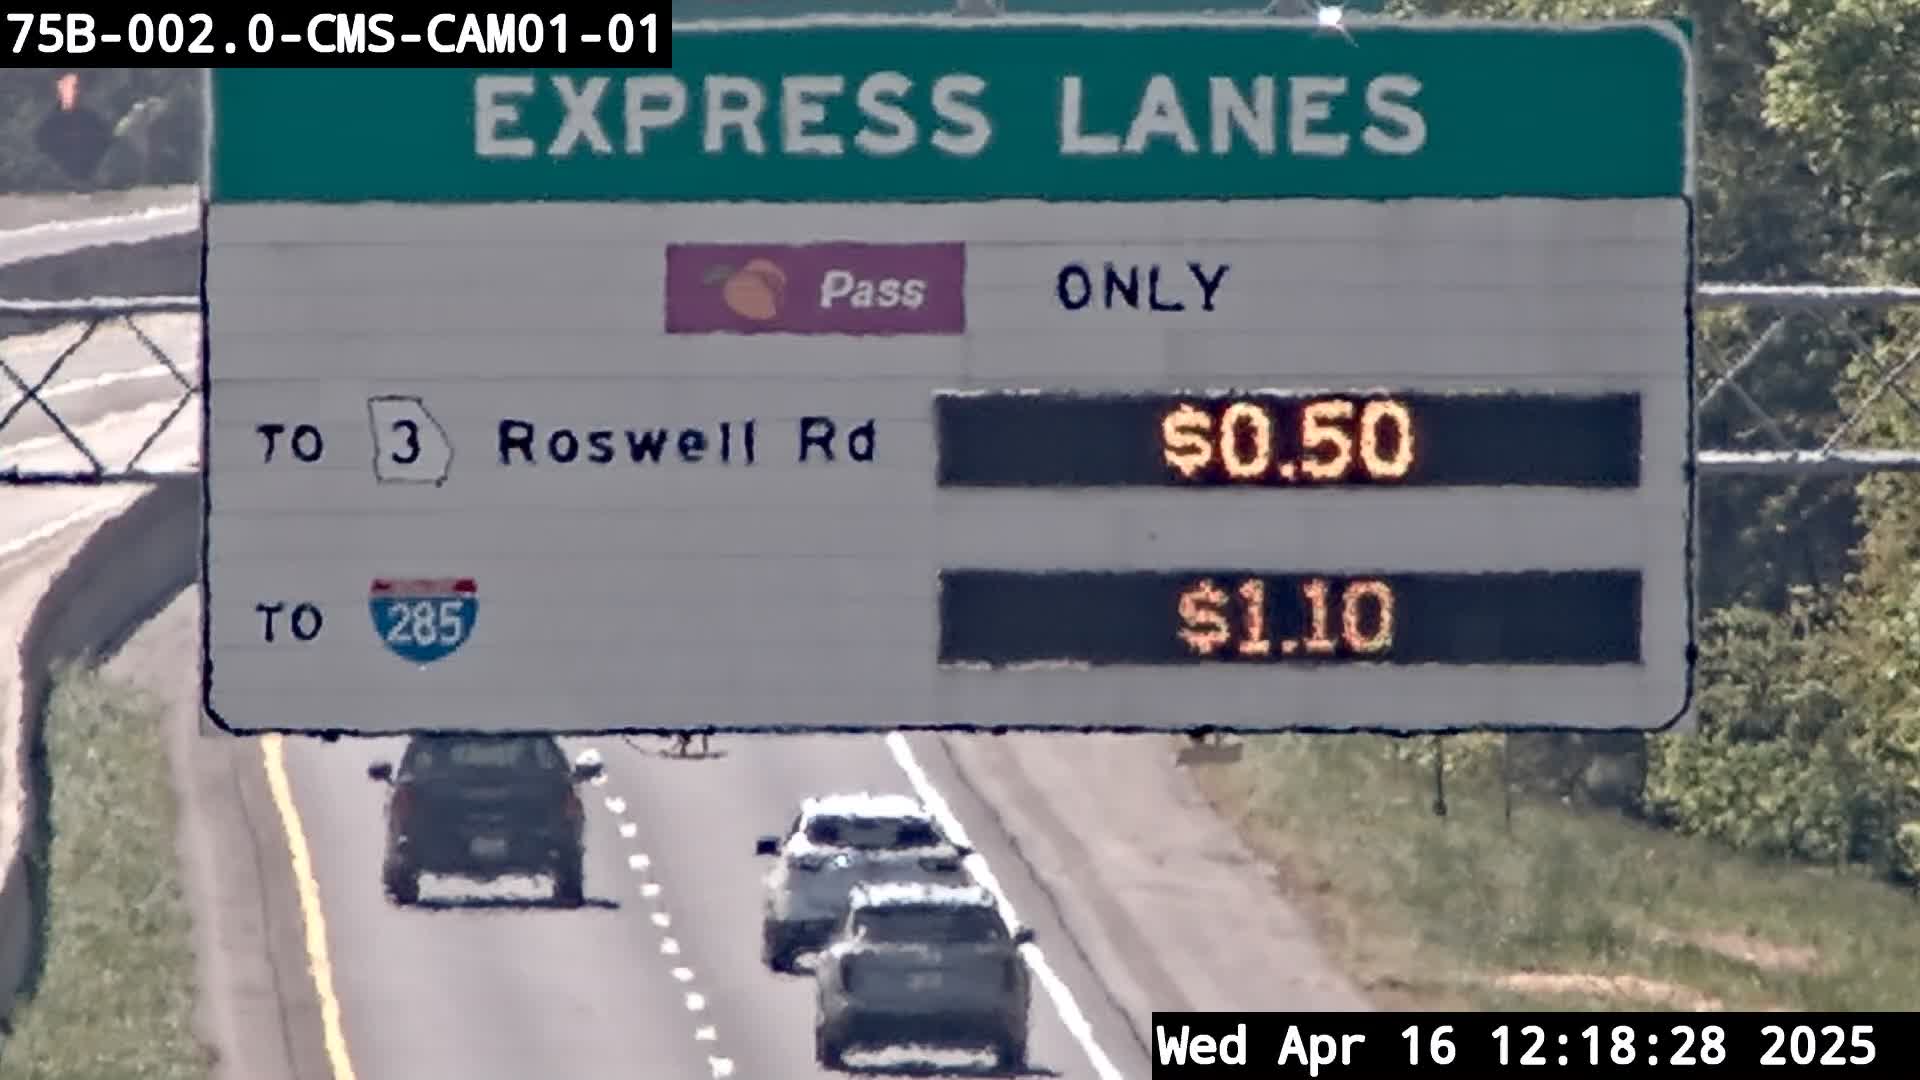 75B-002.0-CMS-CAM01-01
EXPRESS LANES
Pass ONLY
TO 3 Roswell Rd $0.50
TO 285 $1.10
Wed Apr 16 12:18:28 2025